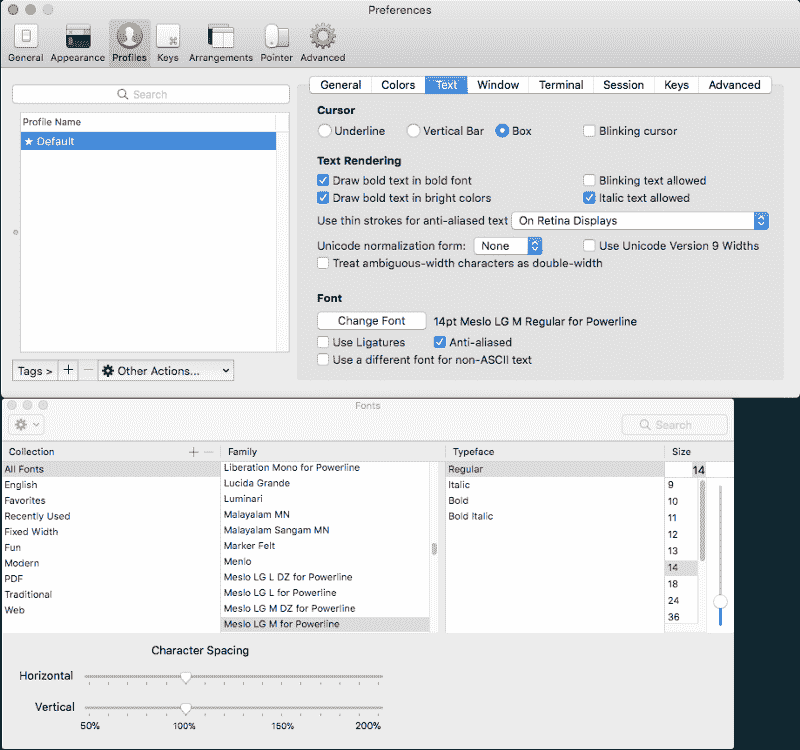 Preferences
General Appearance Profiles Keys Arrangements Pointer Advanced
Search
Profile Name
★ Default
Tags > + − Other Actions...
General Colors Text Window Terminal Session Keys Advanced
Cursor
Underline Vertical Bar Box Blinking cursor
Text Rendering
Draw bold text in bold font Blinking text allowed
Draw bold text in bright colors Italic text allowed
Use thin strokes for anti-aliased text On Retina Displays
Unicode normalization form: None Use Unicode Version 9 Widths
Treat ambiguous-width characters as double-width
Font
Change Font 14pt Meslo LG M Regular for Powerline
Use Ligatures Anti-aliased
Use a different font for non-ASCII text
Fonts
Search
Collection + −
All Fonts
English
Favorites
Recently Used
Fixed Width
Fun
Modern
PDF
Traditional
Web
Family
Liberation Mono for Powerline
Lucida Grande
Luminari
Malayalam MN
Malayalam Sangam MN
Marker Felt
Menlo
Meslo LG L DZ for Powerline
Meslo LG L for Powerline
Meslo LG M DZ for Powerline
Meslo LG M for Powerline
Typeface
Regular
Italic
Bold
Bold Italic
Size
14
9
10
11
12
13
14
18
24
36
Character Spacing
Horizontal
Vertical
50% 100% 150% 200%